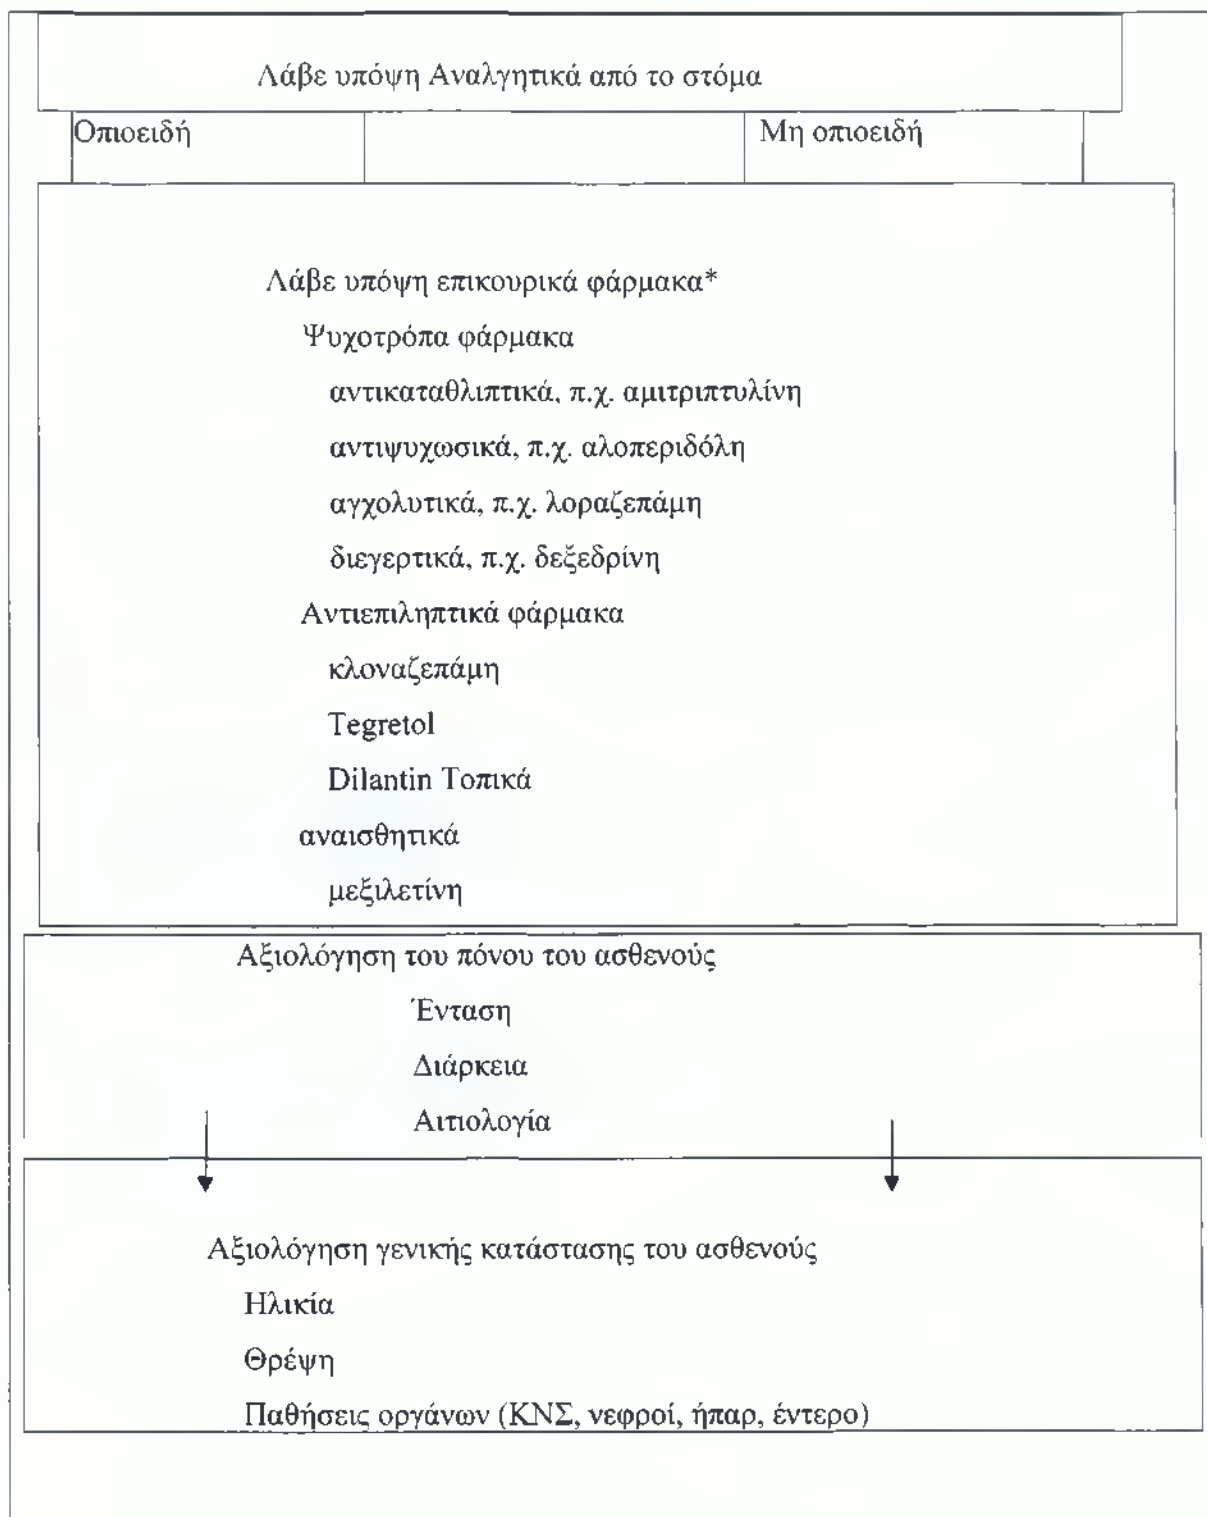 Λάβε υπόψη Αναλγητικά από το στόμα
Οπιοειδή Μη οπιοειδή
Λάβε υπόψη επικουρικά φάρμακα*
Ψυχοτρόπα φάρμακα
αντικαταθλιπτικά, π.χ. αμιτριπτυλίνη
αντιψυχωσικά, π.χ. αλοπεριδόλη
αγχολυτικά, π.χ. λοραζεπάμη
διεγερτικά, π.χ. δεξεδρίνη
Αντιεπιληπτικά φάρμακα
κλοναζεπάμη
Tegretol
Dilantin Τοπικά
αναισθητικά
μεξιλετίνη
Αξιολόγηση του πόνου του ασθενούς
Ένταση
Διάρκεια
Αιτιολογία
Αξιολόγηση γενικής κατάστασης του ασθενούς
Ηλικία
Θρέψη
Παθήσεις οργάνων (ΚΝΣ, νεφροί, ήπαρ, έντερο)